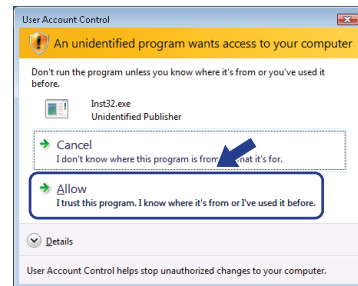 User Account Control
An unidentified program wants access to your computer
Don't run the program unless you know where it's from or you've used it
before.
Inst32.exe
Unidentified Publisher
Cancel
I don't know where this program is from hat it's for.
Allow
I trust this program. I know where it's from or I've used it before.
Details
User Account Control helps stop unauthorized changes to your computer.